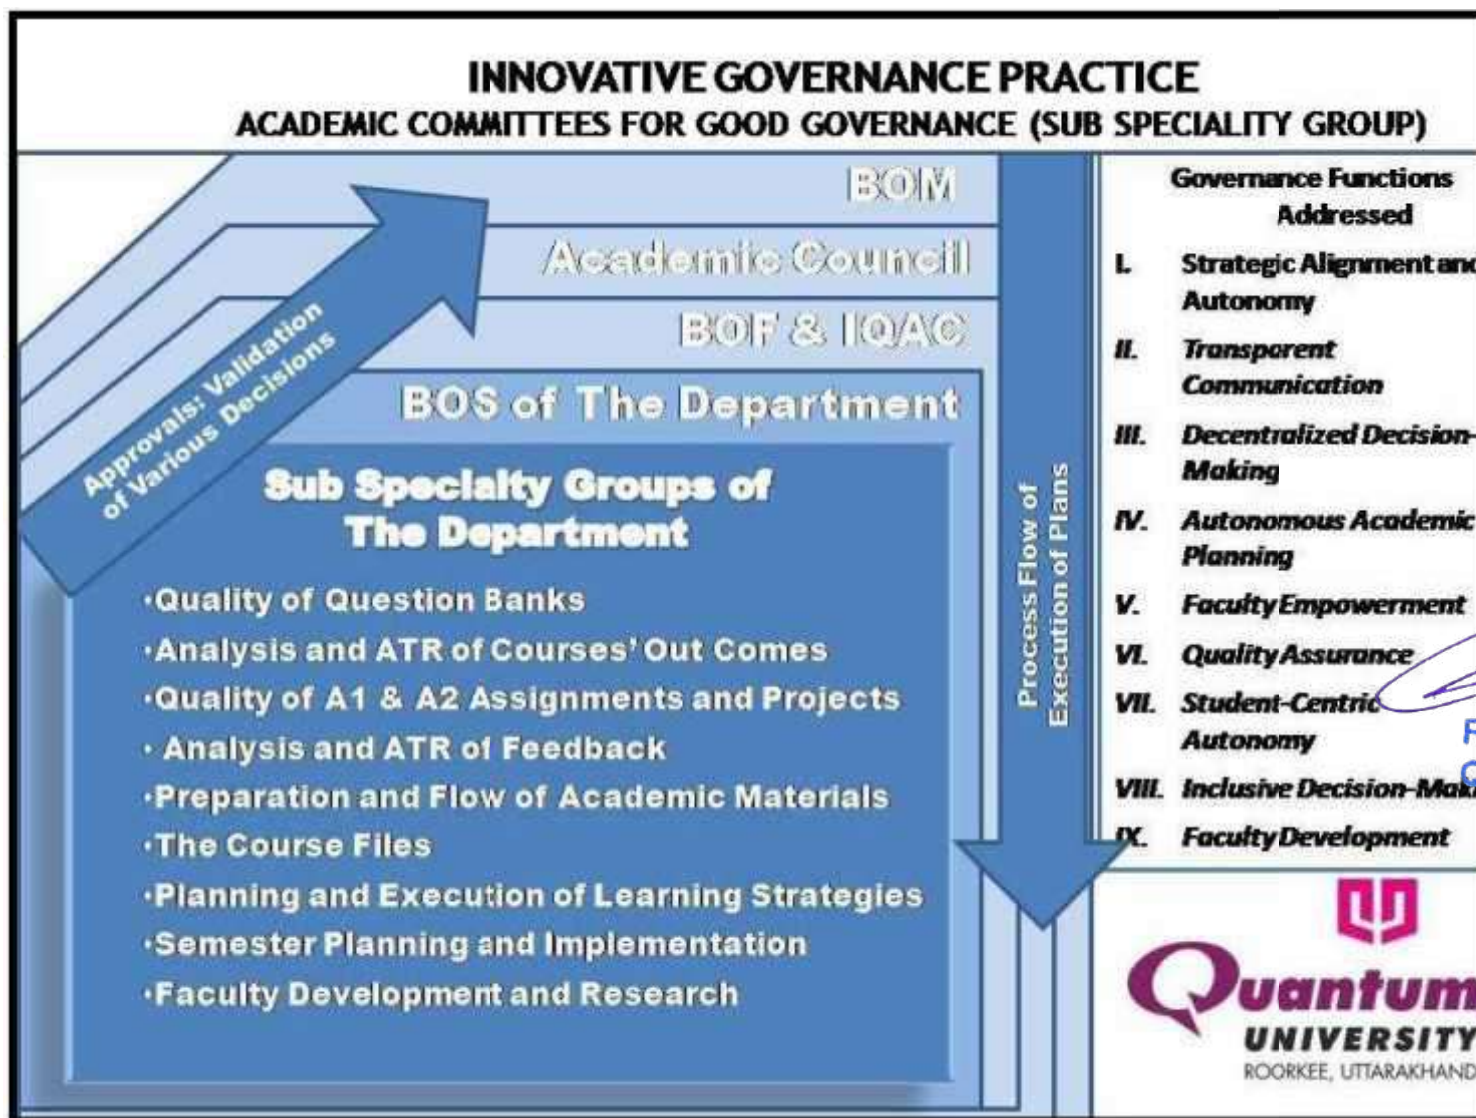 INNOVATIVE GOVERNANCE PRACTICE
ACADEMIC COMMITTEES FOR GOOD GOVERNANCE (SUB SPECIALITY GROUP)
BOM
Academic Council
BOF & IQAC
BOS of The Department
Approvals: Validation
of Various Decisions
Sub Specialty Groups of
The Department
·Quality of Question Banks
·Analysis and ATR of Courses' Out Comes
·Quality of A1 & A2 Assignments and Projects
· Analysis and ATR of Feedback
·Preparation and Flow of Academic Materials
·The Course Files
·Planning and Execution of Learning Strategies
·Semester Planning and Implementation
·Faculty Development and Research
Process Flow of
Execution of Plans
Governance Functions
Addressed
I. Strategic Alignment and
Autonomy
II. Transparent
Communication
III. Decentralized Decision-
Making
IV. Autonomous Academic
Planning
V. Faculty Empowerment
VI. Quality Assurance
VII. Student-Centric
Autonomy
VIII. Inclusive Decision-Mak
IX. Faculty Development
Quantum
UNIVERSITY
ROORKEE, UTTARAKHAND